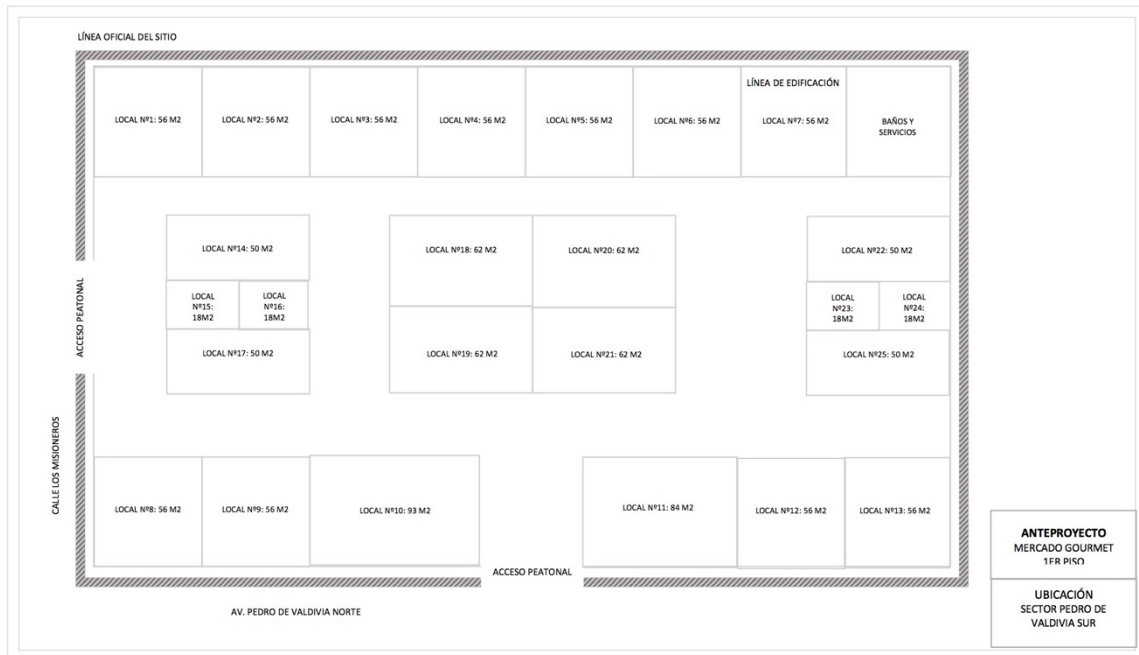 LÍNEA OFICIAL DEL SITIO
LÍNEA DE EDIFICACIÓN
LOCAL Nº1: 56 M2
LOCAL Nº2: 56 M2
LOCAL Nº3: 56 M2
LOCAL Nº4: 56 M2
LOCAL Nº5: 56 M2
LOCAL Nº6: 56 M2
LOCAL Nº7: 56 M2
BAÑOS Y
SERVICIOS
LOCAL Nº14: 50 M2
LOCAL Nº18: 62 M2
LOCAL Nº20: 62 M2
LOCAL Nº22: 50 M2
LOCAL
Nº15:
18M2
LOCAL
Nº16:
18M2
LOCAL
Nº23:
18M2
LOCAL
Nº24:
18M2
LOCAL Nº17: 50 M2
LOCAL Nº19: 62 M2
LOCAL Nº21: 62 M2
LOCAL Nº25: 50 M2
ACCESO PEATONAL
CALLE LOS MISIONEROS
LOCAL Nº8: 56 M2
LOCAL Nº9: 56 M2
LOCAL Nº10: 93 M2
LOCAL Nº11: 84 M2
LOCAL Nº12: 56 M2
LOCAL Nº13: 56 M2
ACCESO PEATONAL
AV. PEDRO DE VALDIVIA NORTE
ANTEPROYECTO
MERCADO GOURMET
1ER PISO
UBICACIÓN
SECTOR PEDRO DE
VALDIVIA SUR